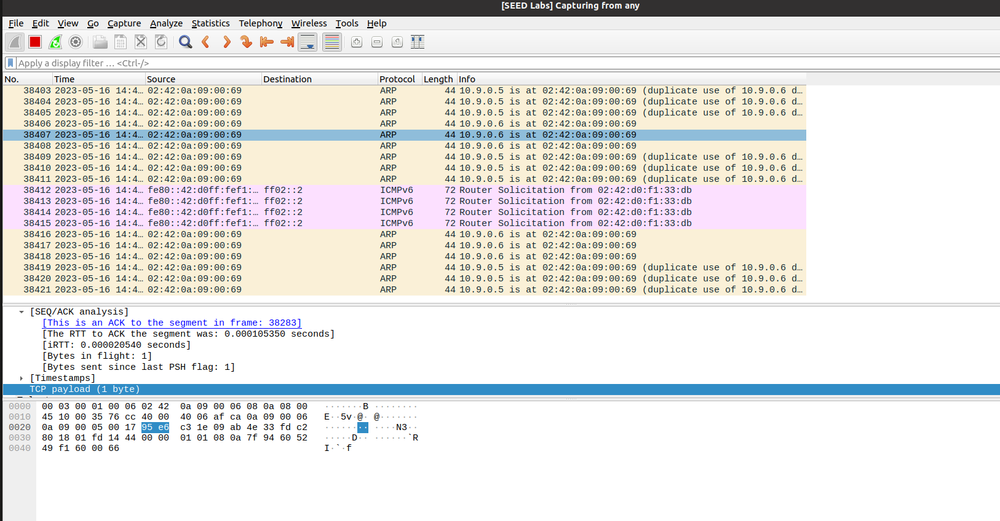 [SEED Labs] Capturing from any
File Edit View Go Capture Analyze Statistics Telephony Wireless Tools Help
Apply a display filter … <Ctrl-/>
No. Time Source Destination Protocol Length Info
38403 2023-05-16 14:4… 02:42:0a:09:00:69 ARP 44 10.9.0.5 is at 02:42:0a:09:00:69 (duplicate use of 10.9.0.6 d…
38404 2023-05-16 14:4… 02:42:0a:09:00:69 ARP 44 10.9.0.5 is at 02:42:0a:09:00:69 (duplicate use of 10.9.0.6 d…
38405 2023-05-16 14:4… 02:42:0a:09:00:69 ARP 44 10.9.0.5 is at 02:42:0a:09:00:69 (duplicate use of 10.9.0.6 d…
38406 2023-05-16 14:4… 02:42:0a:09:00:69 ARP 44 10.9.0.6 is at 02:42:0a:09:00:69
38407 2023-05-16 14:4… 02:42:0a:09:00:69 ARP 44 10.9.0.6 is at 02:42:0a:09:00:69
38408 2023-05-16 14:4… 02:42:0a:09:00:69 ARP 44 10.9.0.6 is at 02:42:0a:09:00:69
38409 2023-05-16 14:4… 02:42:0a:09:00:69 ARP 44 10.9.0.5 is at 02:42:0a:09:00:69 (duplicate use of 10.9.0.6 d…
38410 2023-05-16 14:4… 02:42:0a:09:00:69 ARP 44 10.9.0.5 is at 02:42:0a:09:00:69 (duplicate use of 10.9.0.6 d…
38411 2023-05-16 14:4… 02:42:0a:09:00:69 ARP 44 10.9.0.5 is at 02:42:0a:09:00:69 (duplicate use of 10.9.0.6 d…
38412 2023-05-16 14:4… fe80::42:d0ff:fef1:… ff02::2 ICMPv6 72 Router Solicitation from 02:42:d0:f1:33:db
38413 2023-05-16 14:4… fe80::42:d0ff:fef1:… ff02::2 ICMPv6 72 Router Solicitation from 02:42:d0:f1:33:db
38414 2023-05-16 14:4… fe80::42:d0ff:fef1:… ff02::2 ICMPv6 72 Router Solicitation from 02:42:d0:f1:33:db
38415 2023-05-16 14:4… fe80::42:d0ff:fef1:… ff02::2 ICMPv6 72 Router Solicitation from 02:42:d0:f1:33:db
38416 2023-05-16 14:4… 02:42:0a:09:00:69 ARP 44 10.9.0.6 is at 02:42:0a:09:00:69
38417 2023-05-16 14:4… 02:42:0a:09:00:69 ARP 44 10.9.0.6 is at 02:42:0a:09:00:69
38418 2023-05-16 14:4… 02:42:0a:09:00:69 ARP 44 10.9.0.6 is at 02:42:0a:09:00:69
38419 2023-05-16 14:4… 02:42:0a:09:00:69 ARP 44 10.9.0.5 is at 02:42:0a:09:00:69 (duplicate use of 10.9.0.6 d…
38420 2023-05-16 14:4… 02:42:0a:09:00:69 ARP 44 10.9.0.5 is at 02:42:0a:09:00:69 (duplicate use of 10.9.0.6 d…
38421 2023-05-16 14:4… 02:42:0a:09:00:69 ARP 44 10.9.0.5 is at 02:42:0a:09:00:69 (duplicate use of 10.9.0.6 d…
[SEQ/ACK analysis]
[This is an ACK to the segment in frame: 38283]
[The RTT to ACK the segment was: 0.000105350 seconds]
[iRTT: 0.000020540 seconds]
[Bytes in flight: 1]
[Bytes sent since last PSH flag: 1]
[Timestamps]
TCP payload (1 byte)
0000 00 03 00 01 00 06 02 42 0a 09 00 06 08 0a 08 00 ·······B ········
0010 45 10 00 35 76 cc 40 00 40 06 af ca 0a 09 00 06 E··5v·@· @·······
0020 0a 09 00 05 00 17 95 e6 c3 1e 09 ab 4e 33 fd c2 ········ ····N3··
0030 80 18 01 fd 14 44 00 00 01 01 08 0a 7f 94 60 52 ·····D·· ······`R
0040 49 f1 60 00 66 I·`·f